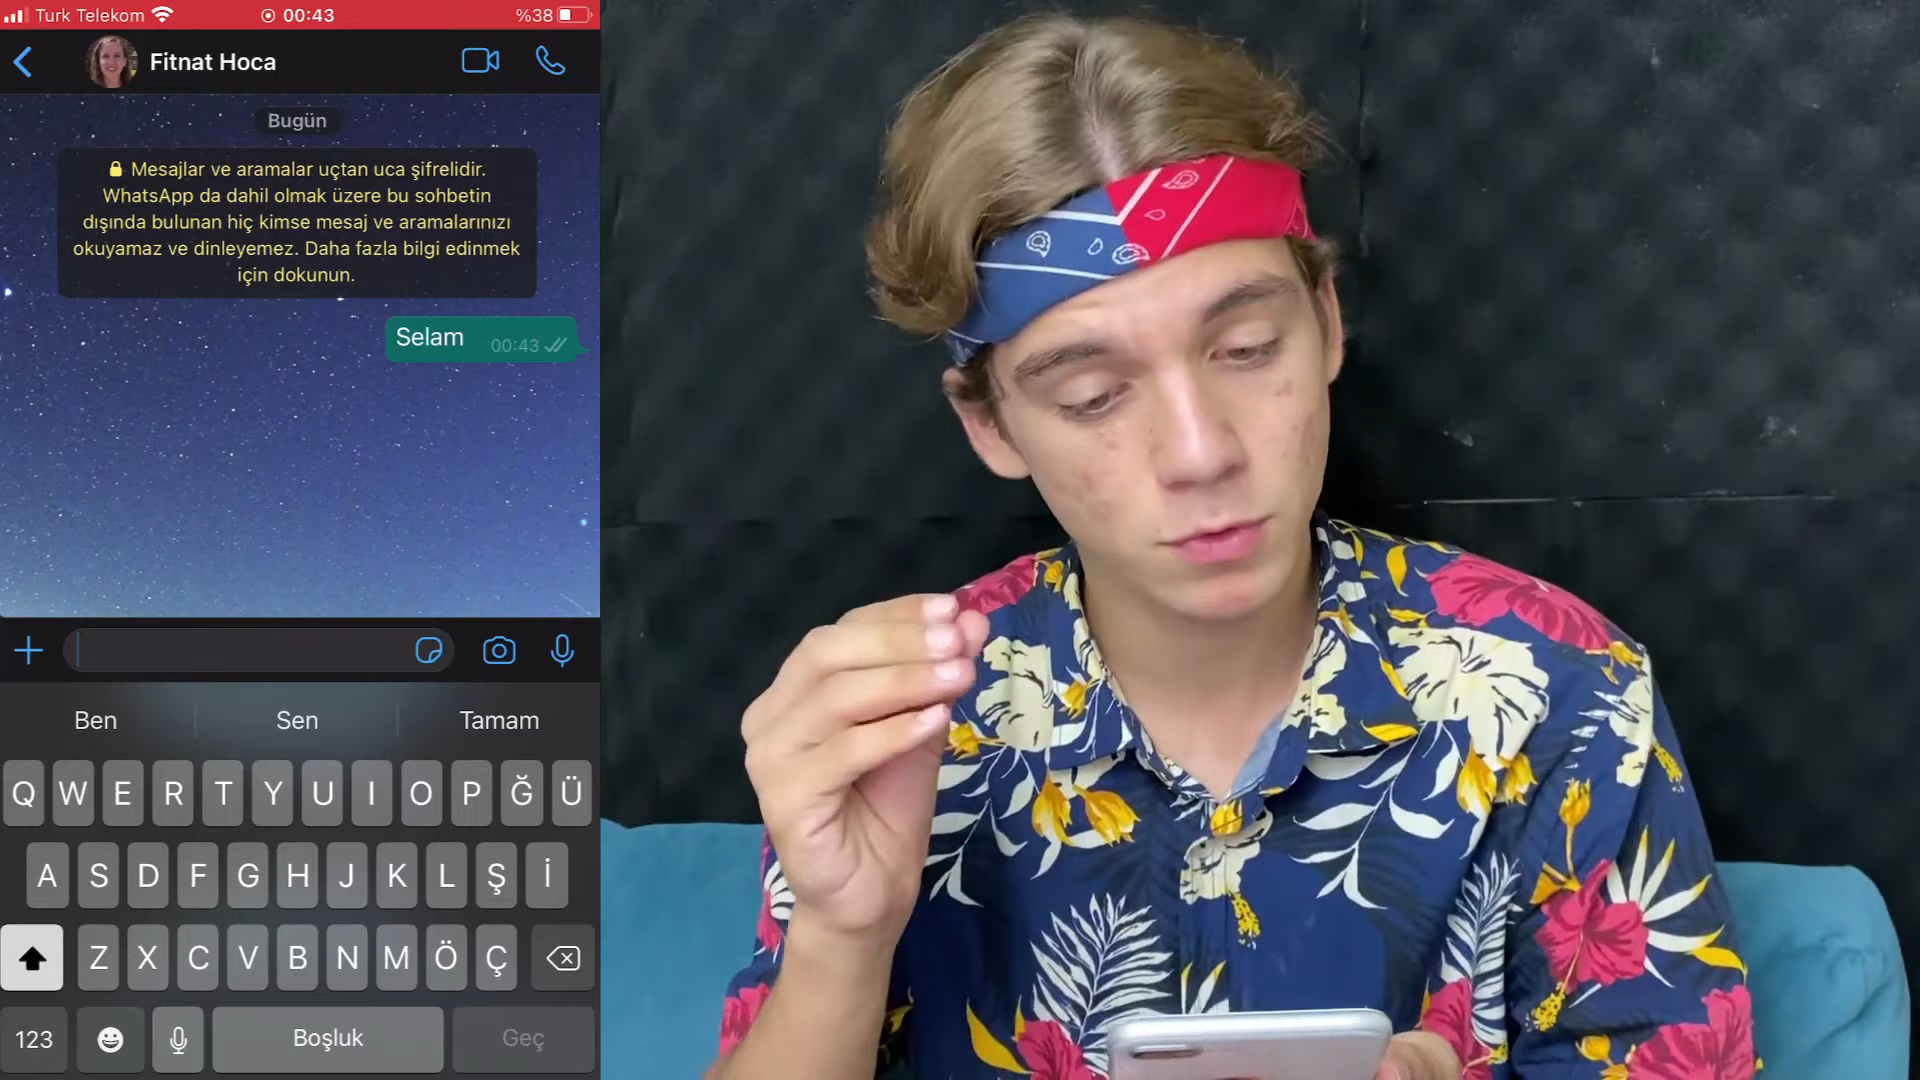 Turk Telekom 00:43 %38
Fitnat Hoca
Bugün
Mesajlar ve aramalar uçtan uca şifrelidir.
WhatsApp da dahil olmak üzere bu sohbetin
dışında bulunan hiç kimse mesaj ve aramalarınızı
okuyamaz ve dinleyemez. Daha fazla bilgi edinmek
için dokunun.
Selam 00:43
Ben Sen Tamam
Q W E R T Y U I O P Ğ Ü
A S D F G H J K L Ş İ
Z X C V B N M Ö Ç
123 Boşluk Geç